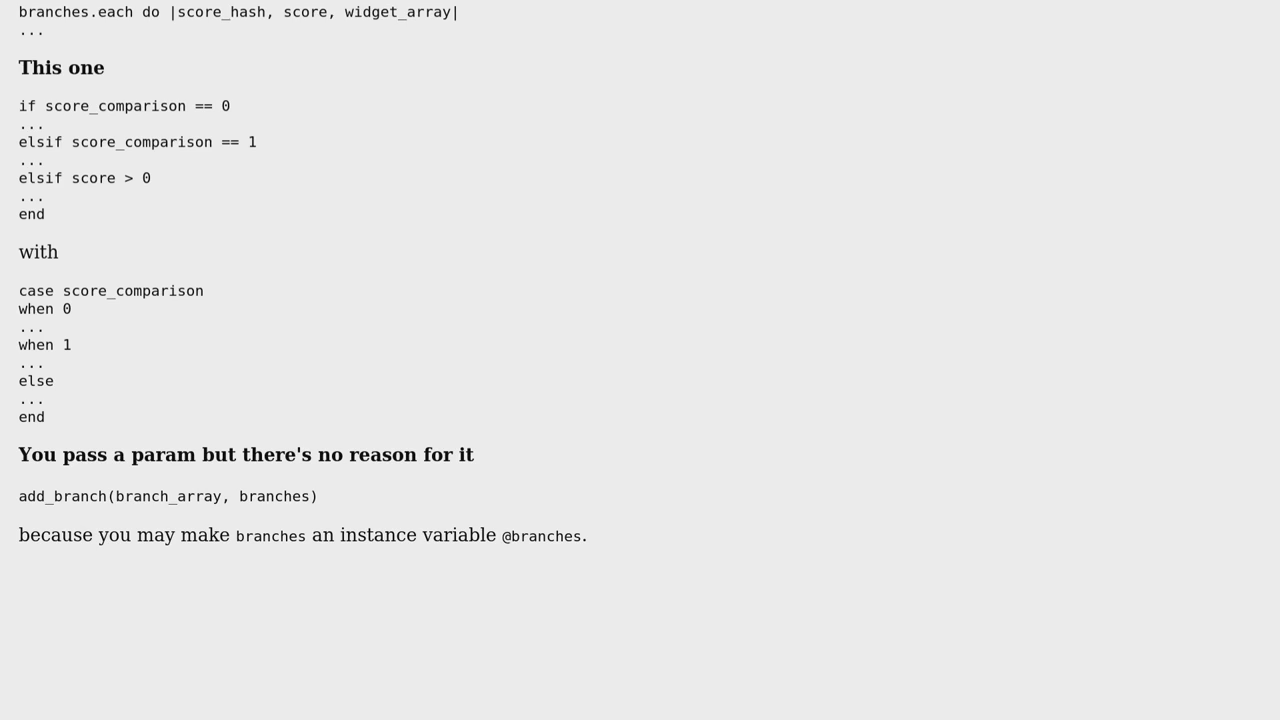 branches.each do |score_hash, score, widget_array|
...
This one
if score_comparison == 0
...
elsif score_comparison == 1
...
elsif score > 0
...
end
with
case score_comparison
when 0
...
when 1
...
else
...
end
You pass a param but there's no reason for it
add_branch(branch_array, branches)
because you may make branches an instance variable @branches.